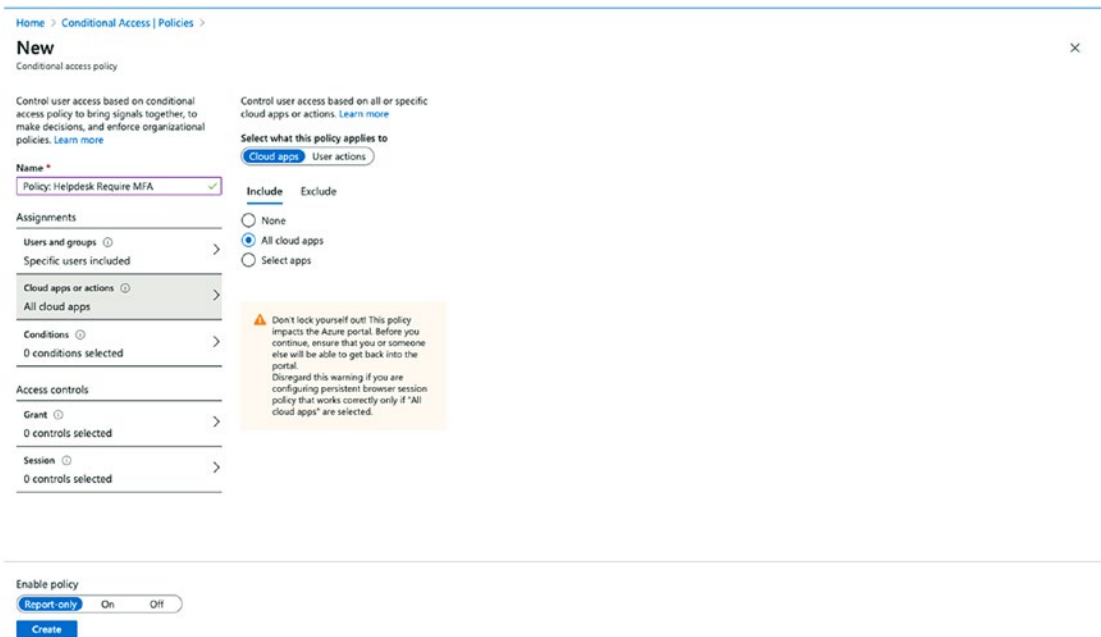 Home > Conditional Access | Policies >
New
Conditional access policy
Control user access based on conditional
access policy to bring signals together, to
make decisions, and enforce organizational
policies. Learn more
Name *
Policy: Helpdesk Require MFA
Assignments
Users and groups
Specific users included
Cloud apps or actions
All cloud apps
Conditions
0 conditions selected
Access controls
Grant
0 controls selected
Session
0 controls selected
Control user access based on all or specific
cloud apps or actions. Learn more
Select what this policy applies to
Cloud apps User actions
Include Exclude
None
All cloud apps
Select apps
Don't lock yourself out! This policy
impacts the Azure portal. Before you
continue, ensure that you or someone
else will be able to get back into the
portal.
Disregard this warning if you are
configuring persistent browser session
policy that works correctly only if "All
cloud apps" are selected.
Enable policy
Report-only On Off
Create